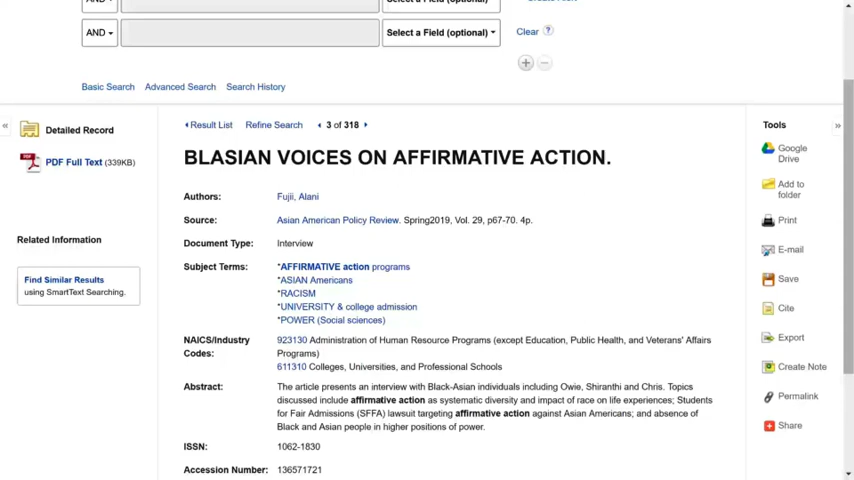 AND Select a Field (optional) Create Alert
AND Select a Field (optional) Clear ?
Basic Search Advanced Search Search History
« Detailed Record
PDF Full Text (339KB)
Related Information
Find Similar Results
using SmartText Searching.
Result List Refine Search 3 of 318
BLASIAN VOICES ON AFFIRMATIVE ACTION.
Authors: Fujii, Alani
Source: Asian American Policy Review. Spring2019, Vol. 29, p67-70. 4p.
Document Type: Interview
Subject Terms: *AFFIRMATIVE action programs
*ASIAN Americans
*RACISM
*UNIVERSITY & college admission
*POWER (Social sciences)
NAICS/Industry Codes: 923130 Administration of Human Resource Programs (except Education, Public Health, and Veterans' Affairs
Programs)
611310 Colleges, Universities, and Professional Schools
Abstract: The article presents an interview with Black-Asian individuals including Owie, Shiranthi and Chris. Topics
discussed include affirmative action as systematic diversity and impact of race on life experiences; Students
for Fair Admissions (SFFA) lawsuit targeting affirmative action against Asian Americans; and absence of
Black and Asian people in higher positions of power.
ISSN: 1062-1830
Accession Number: 136571721
Tools »
Google
Drive
Add to
folder
Print
E-mail
Save
Cite
Export
Create Note
Permalink
Share